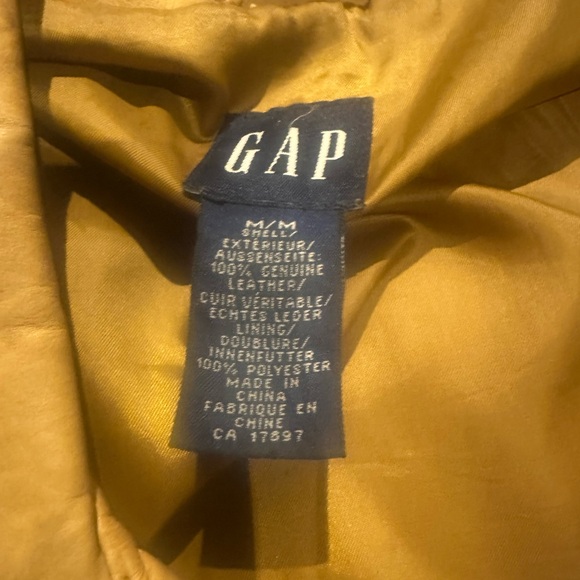 GAP
M/M
SHELL/
EXTÉRIEUR/
AUSSENSEITE:
100% GENUINE
LEATHER/
CUIR VÉRITABLE/
ECHTES LEDER
LINING/
DOUBLURE/
INNENFUTTER
100% POLYESTER
MADE IN
CHINA
FABRIQUE EN
CHINE
CA 17897